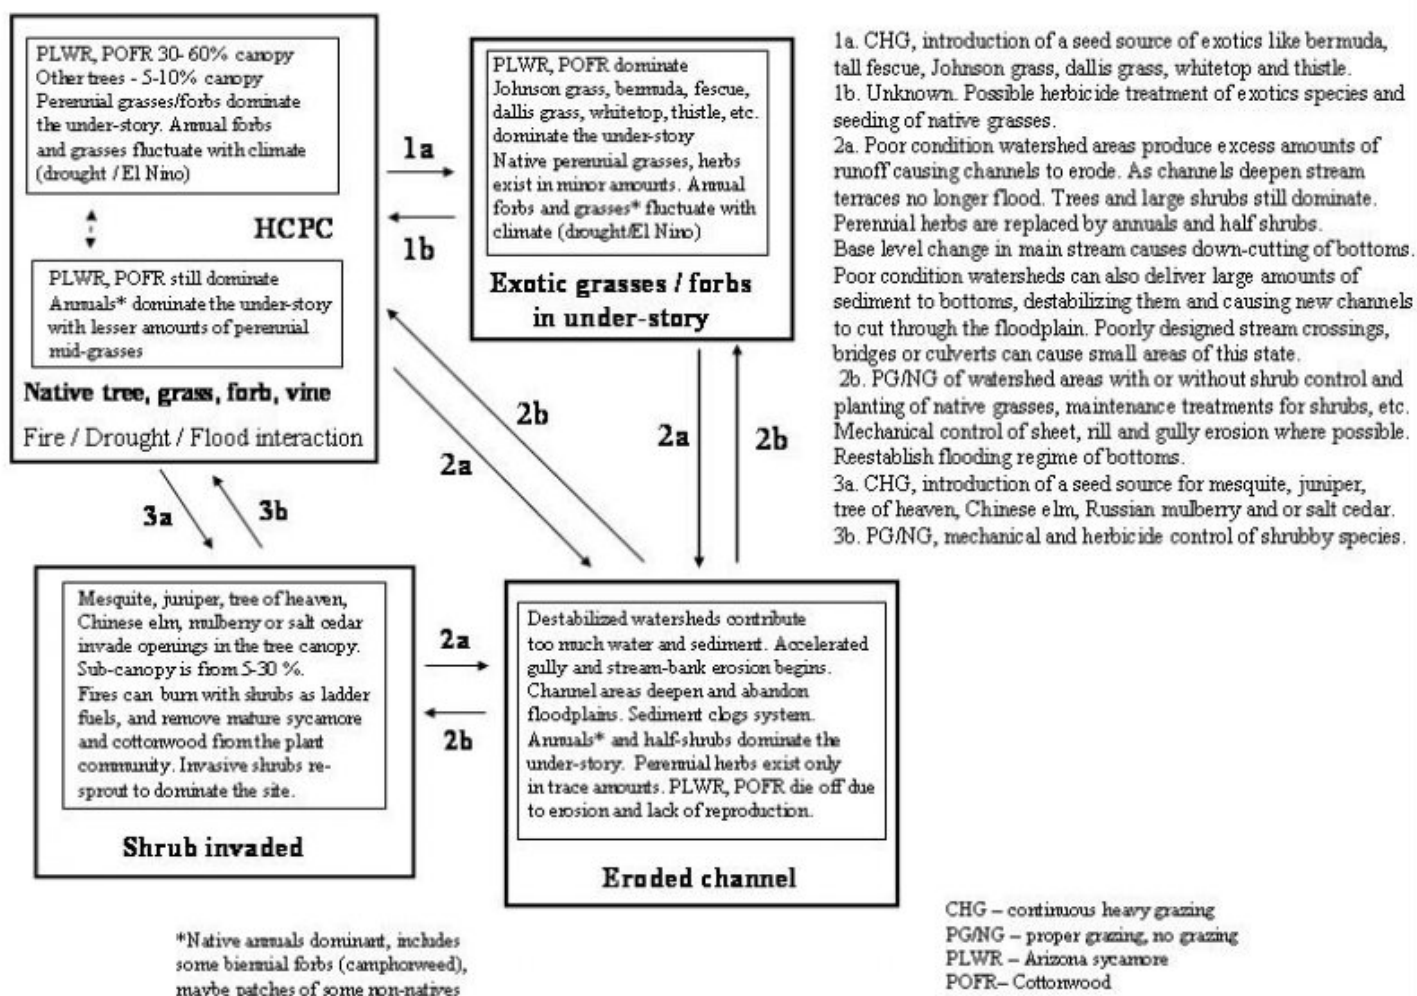 PLWR, POFR 30- 60% canopy
Other trees - 5-10% canopy
Perennial grasses/forbs dominate
the under-story. Annual forbs
and grasses fluctuate with climate
(drought / El Nino)
HCPC
PLWR, POFR still dominate
Annuals* dominate the under-story
with lesser amounts of perennial
mid-grasses
Native tree, grass, forb, vine
Fire / Drought / Flood interaction
1a
1b
PLWR, POFR dominate
Johnson grass, bermuda, fescue,
dallis grass, whitetop, thistle, etc.
dominate the under-story
Native perennial grasses, herbs
exist in minor amounts. Annual
forbs and grasses* fluctuate with
climate (drought/El Nino)
Exotic grasses / forbs
in under-story
2b
2a
2a
2b
3a
3b
Mesquite, juniper, tree of heaven,
Chinese elm, mulberry or salt cedar
invade openings in the tree canopy.
Sub-canopy is from 5-30 %.
Fires can burn with shrubs as ladder
fuels, and remove mature sycamore
and cottonwood from the plant
community. Invasive shrubs re-
sprout to dominate the site.
Shrub invaded
2a
2b
Destabilized watersheds contribute
too much water and sediment. Accelerated
gully and stream-bank erosion begins.
Channel areas deepen and abandon
floodplains. Sediment clogs system.
Annuals* and half-shrubs dominate the
under-story. Perennial herbs exist only
in trace amounts. PLWR, POFR die off due
to erosion and lack of reproduction.
Eroded channel
1a. CHG, introduction of a seed source of exotics like bermuda,
tall fescue, Johnson grass, dallis grass, whitetop and thistle.
1b. Unknown. Possible herbicide treatment of exotics species and
seeding of native grasses.
2a. Poor condition watershed areas produce excess amounts of
runoff causing channels to erode. As channels deepen stream
terraces no longer flood. Trees and large shrubs still dominate.
Perennial herbs are replaced by annuals and half shrubs.
Base level change in main stream causes down-cutting of bottoms.
Poor condition watersheds can also deliver large amounts of
sediment to bottoms, destabilizing them and causing new channels
to cut through the floodplain. Poorly designed stream crossings,
bridges or culverts can cause small areas of this state.
2b. PG/NG of watershed areas with or without shrub control and
planting of native grasses, maintenance treatments for shrubs, etc.
Mechanical control of sheet, rill and gully erosion where possible.
Reestablish flooding regime of bottoms.
3a. CHG, introduction of a seed source for mesquite, juniper,
tree of heaven, Chinese elm, Russian mulberry and or salt cedar.
3b. PG/NG, mechanical and herbicide control of shrubby species.
*Native annuals dominant, includes
some biennial forbs (camphorweed),
maybe patches of some non-natives
CHG – continuous heavy grazing
PG/NG – proper grazing, no grazing
PLWR – Arizona sycamore
POFR– Cottonwood